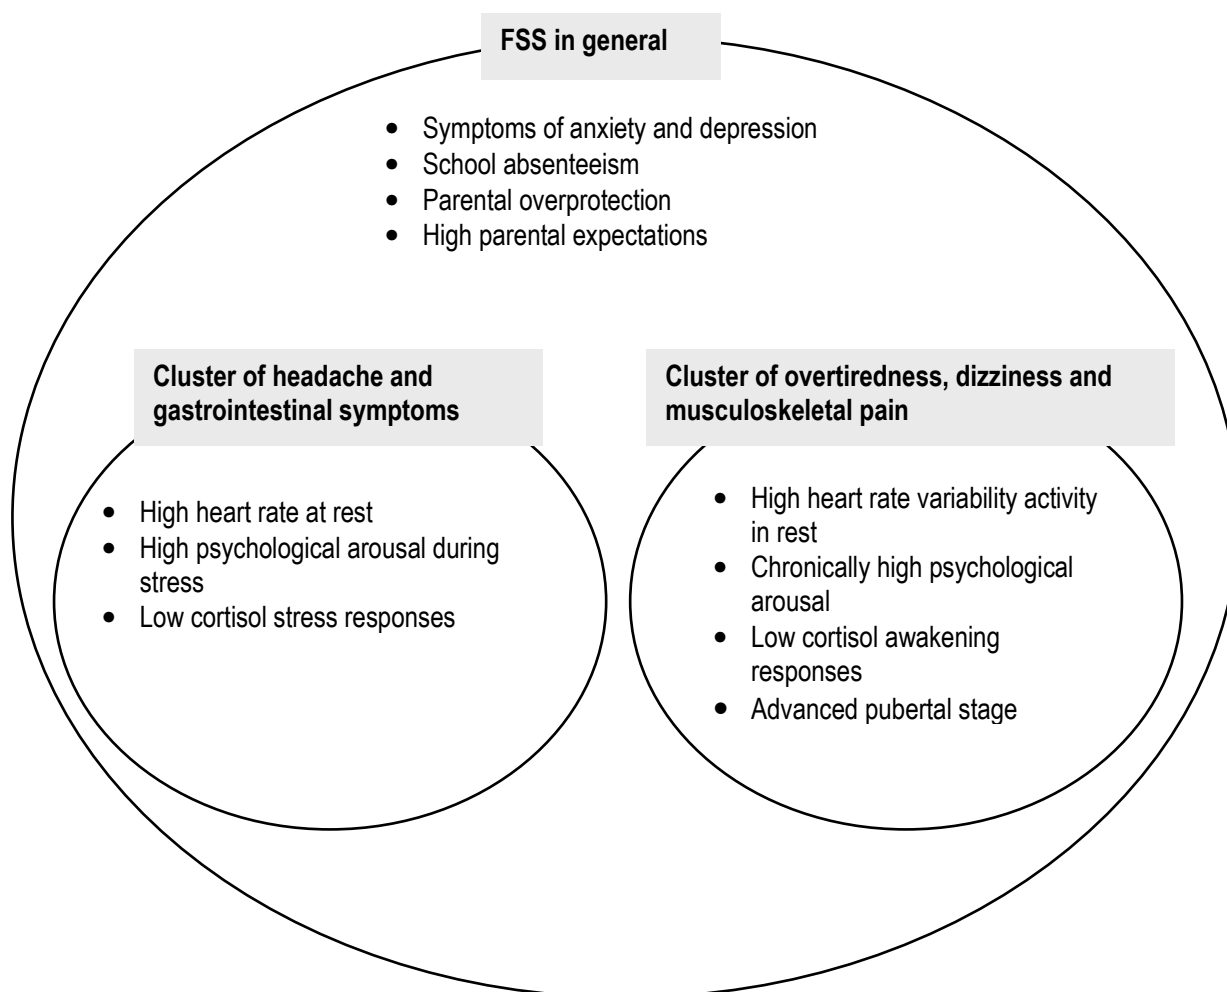 FSS in general
• Symptoms of anxiety and depression
• School absenteeism
• Parental overprotection
• High parental expectations
Cluster of headache and
gastrointestinal symptoms
• High heart rate at rest
• High psychological arousal during
stress
• Low cortisol stress responses
Cluster of overtiredness, dizziness and
musculoskeletal pain
• High heart rate variability activity
in rest
• Chronically high psychological
arousal
• Low cortisol awakening
responses
• Advanced pubertal stage